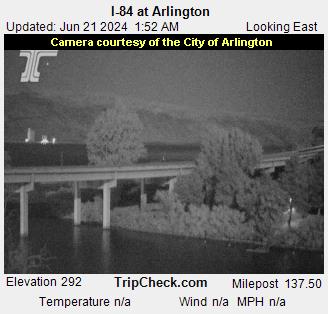 I-84 at Arlington
Updated: Jun 21 2024 1:52 AM Looking East
Camera courtesy of the City of Arlington
Elevation 292 TripCheck.com Milepost 137.50
Temperature n/a Wind n/a MPH n/a